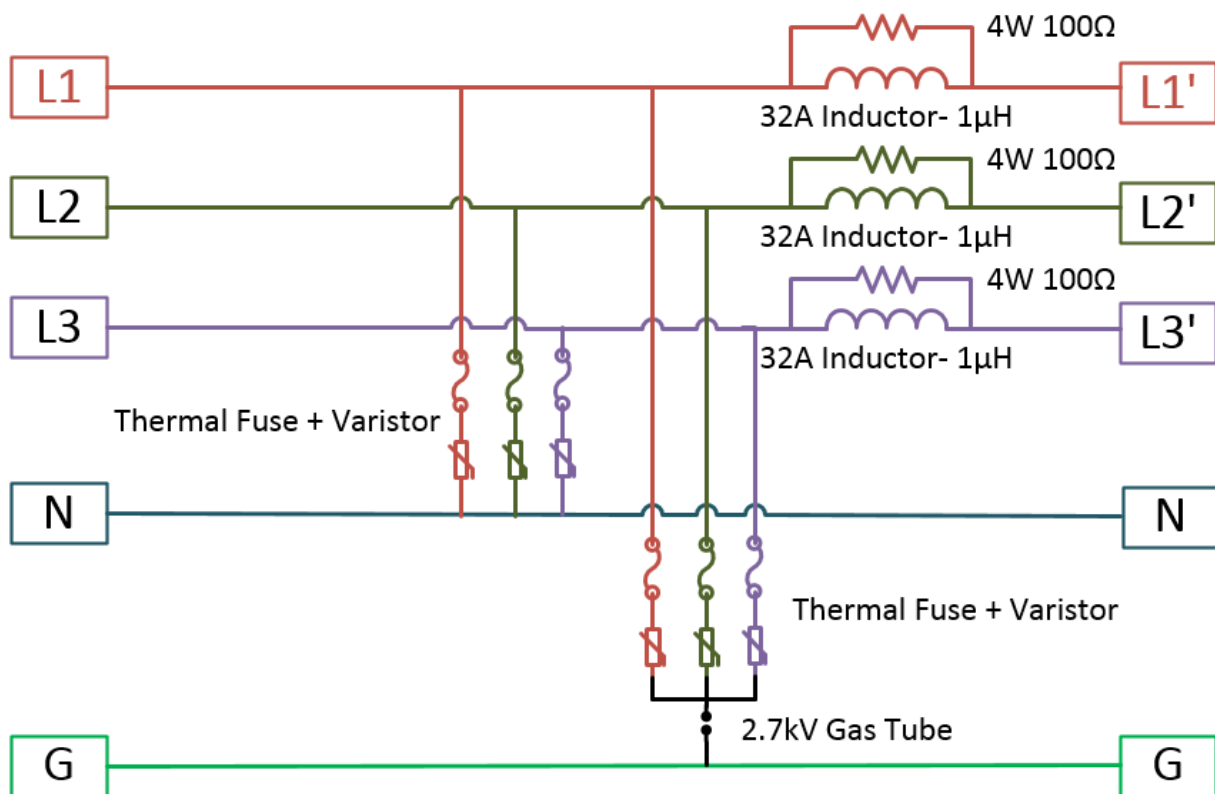 4W 100Ω
L1
L1'
32A Inductor- 1µH
4W 100Ω
L2
L2'
32A Inductor- 1µH
4W 100Ω
L3
L3'
32A Inductor- 1µH
Thermal Fuse + Varistor
N
N
Thermal Fuse + Varistor
2.7kV Gas Tube
G
G